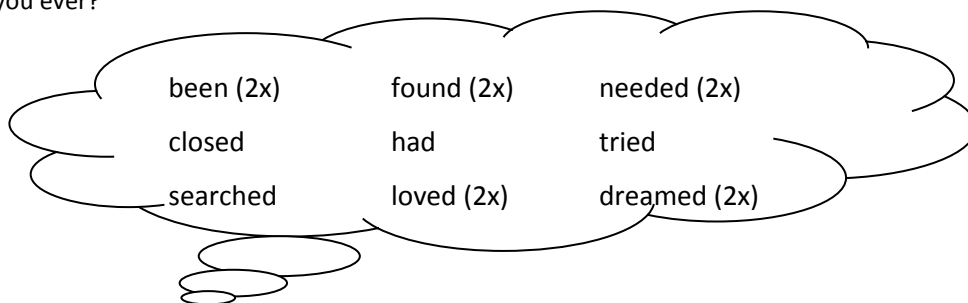 you ever?
been (2x) found (2x) needed (2x)
closed had tried
searched loved (2x) dreamed (2x)